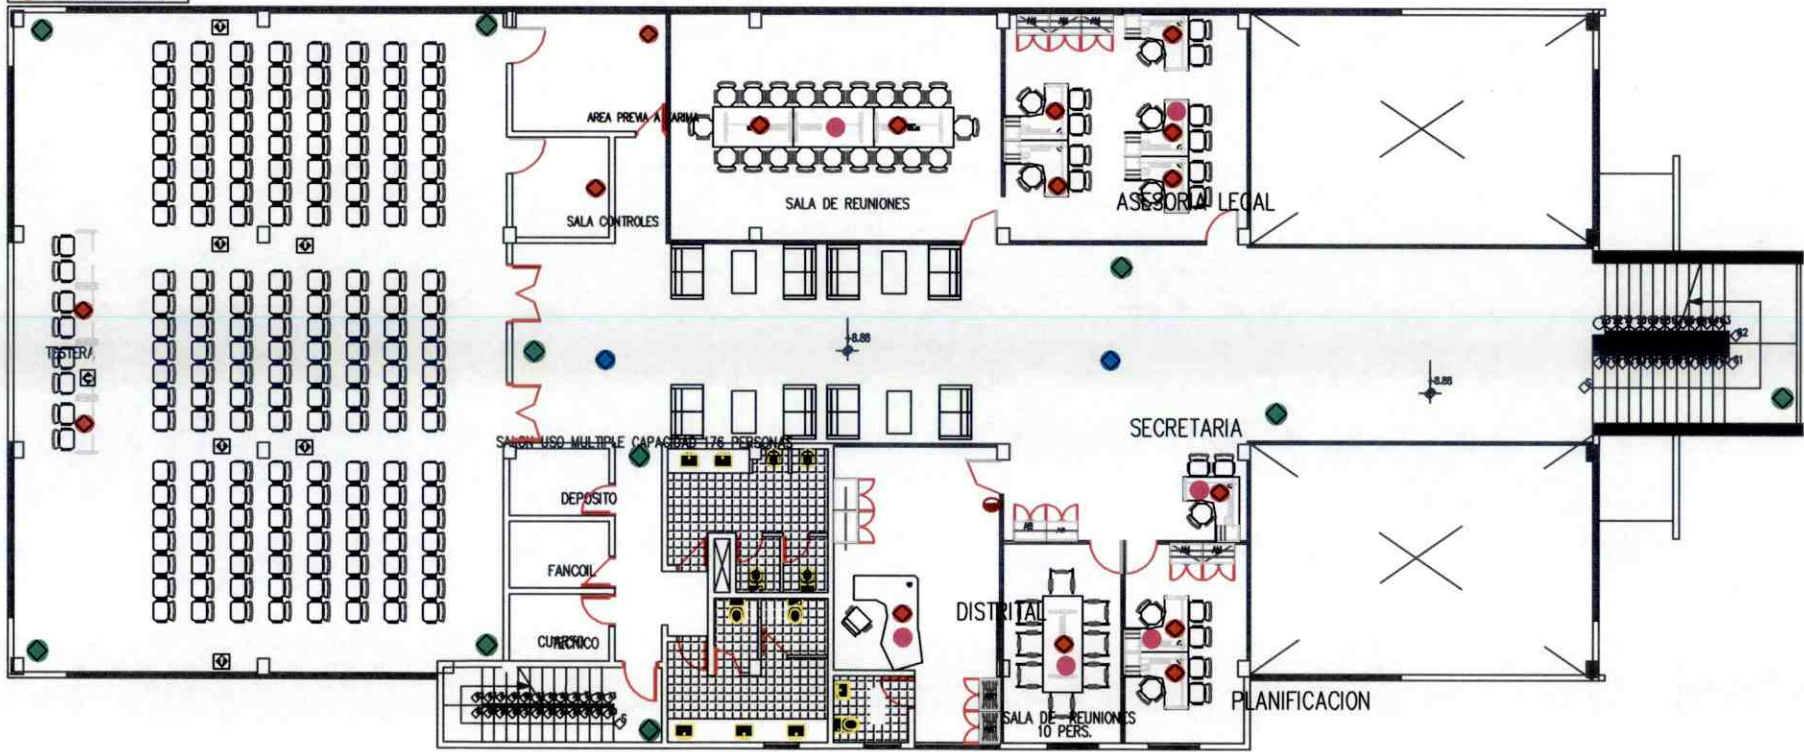 AREA PREVIA A TARIMA
SALA CONTROLES
SALA DE REUNIONES
ASESORIA LEGAL
TESTERA
-8.88
-8.88
SECRETARIA
SALON USO MULTIPLE CAPACIDAD 176 PERSONAS
DEPOSITO
FANCOIL
DISTRITAL
CUARTO
TECNICO
PLANIFICACION
SALA DE REUNIONES
10 PERS.